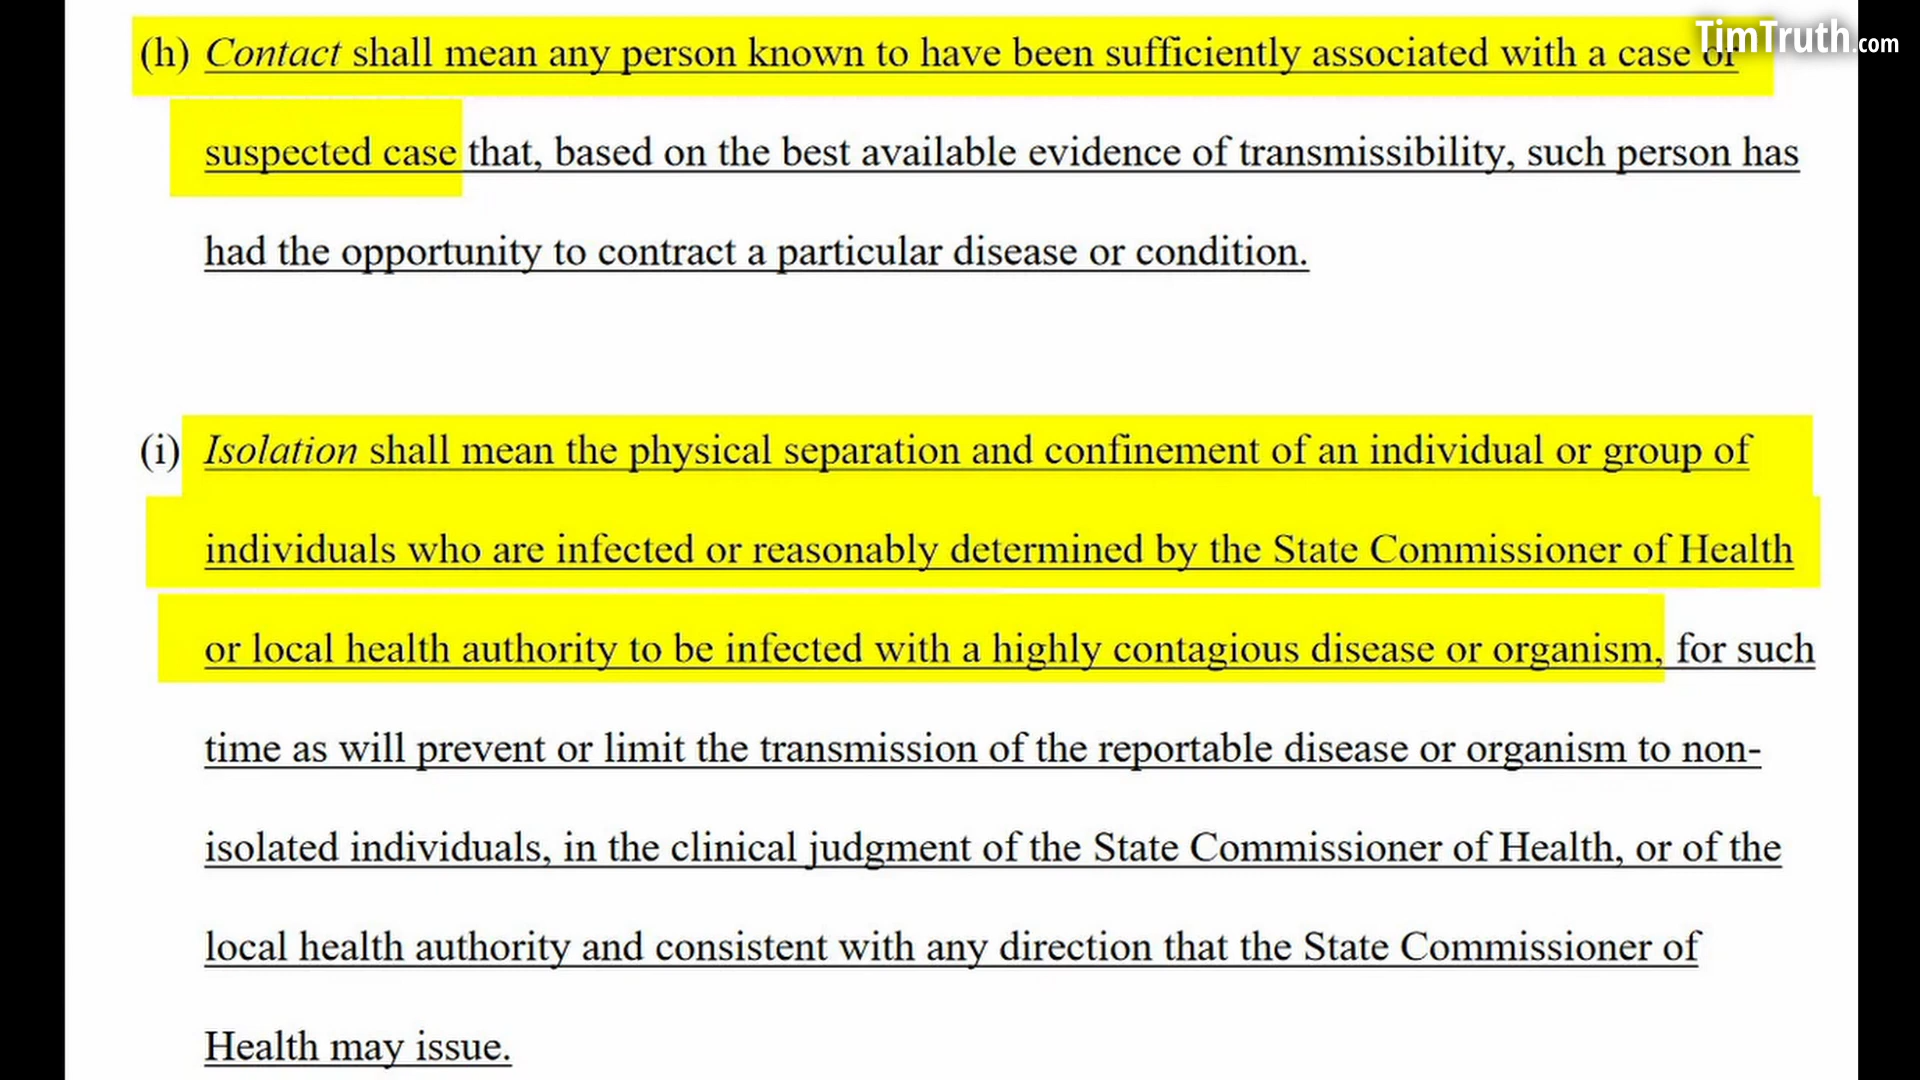 TimTruth.com
(h) Contact shall mean any person known to have been sufficiently associated with a case or
suspected case that, based on the best available evidence of transmissibility, such person has
had the opportunity to contract a particular disease or condition.
(i) Isolation shall mean the physical separation and confinement of an individual or group of
individuals who are infected or reasonably determined by the State Commissioner of Health
or local health authority to be infected with a highly contagious disease or organism, for such
time as will prevent or limit the transmission of the reportable disease or organism to non-
isolated individuals, in the clinical judgment of the State Commissioner of Health, or of the
local health authority and consistent with any direction that the State Commissioner of
Health may issue.